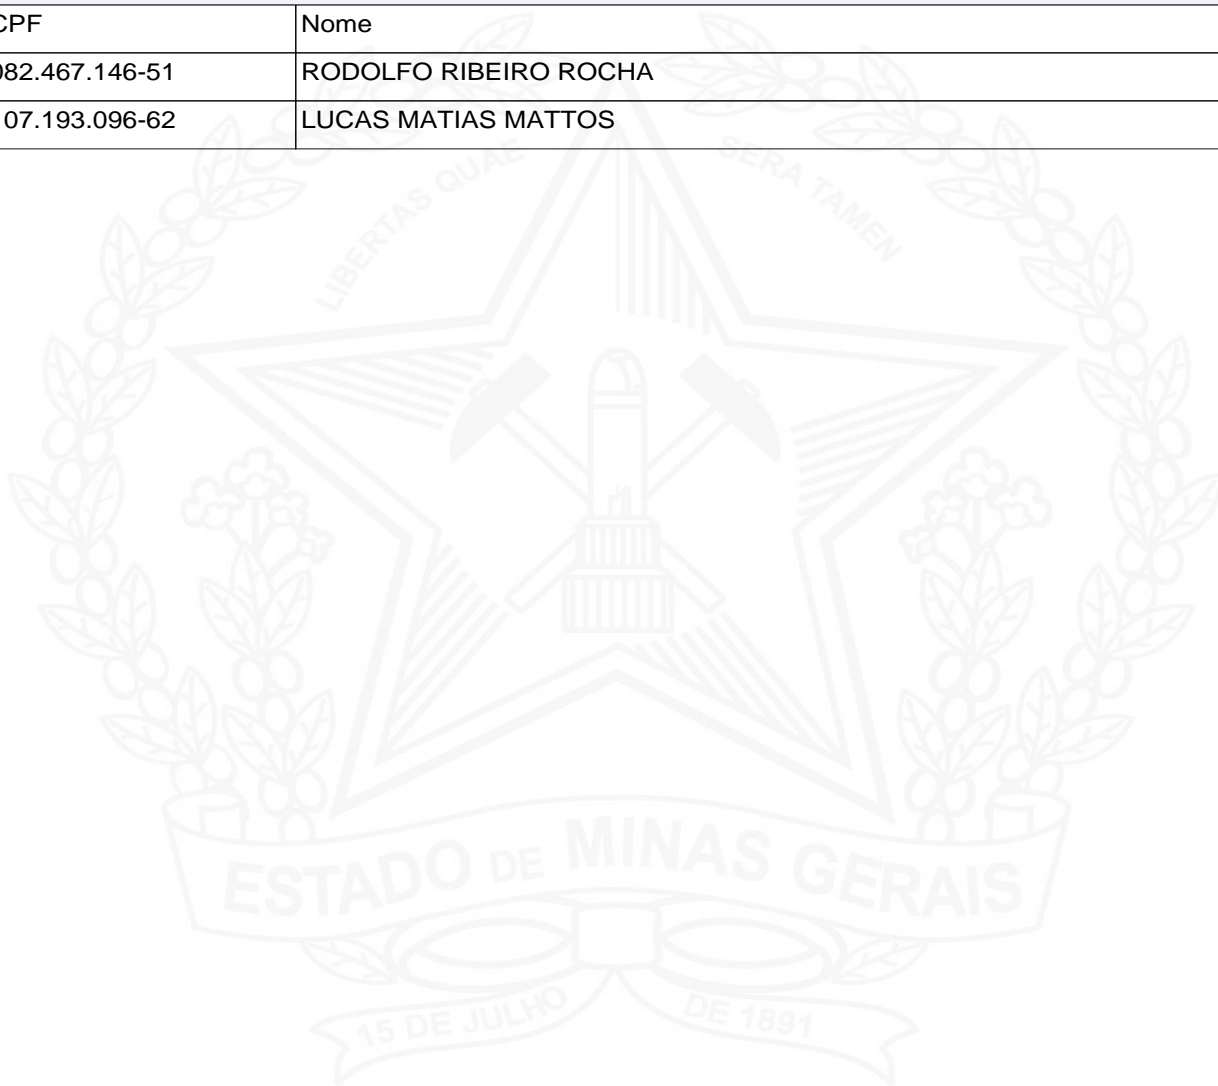 CPF Nome
082.467.146-51 RODOLFO RIBEIRO ROCHA
07.193.096-62 LUCAS MATIAS MATTOS
LIBERTAS QUAE SERA TAMEN
ESTADO DE MINAS GERAIS
15 DE JULHO DE 1891